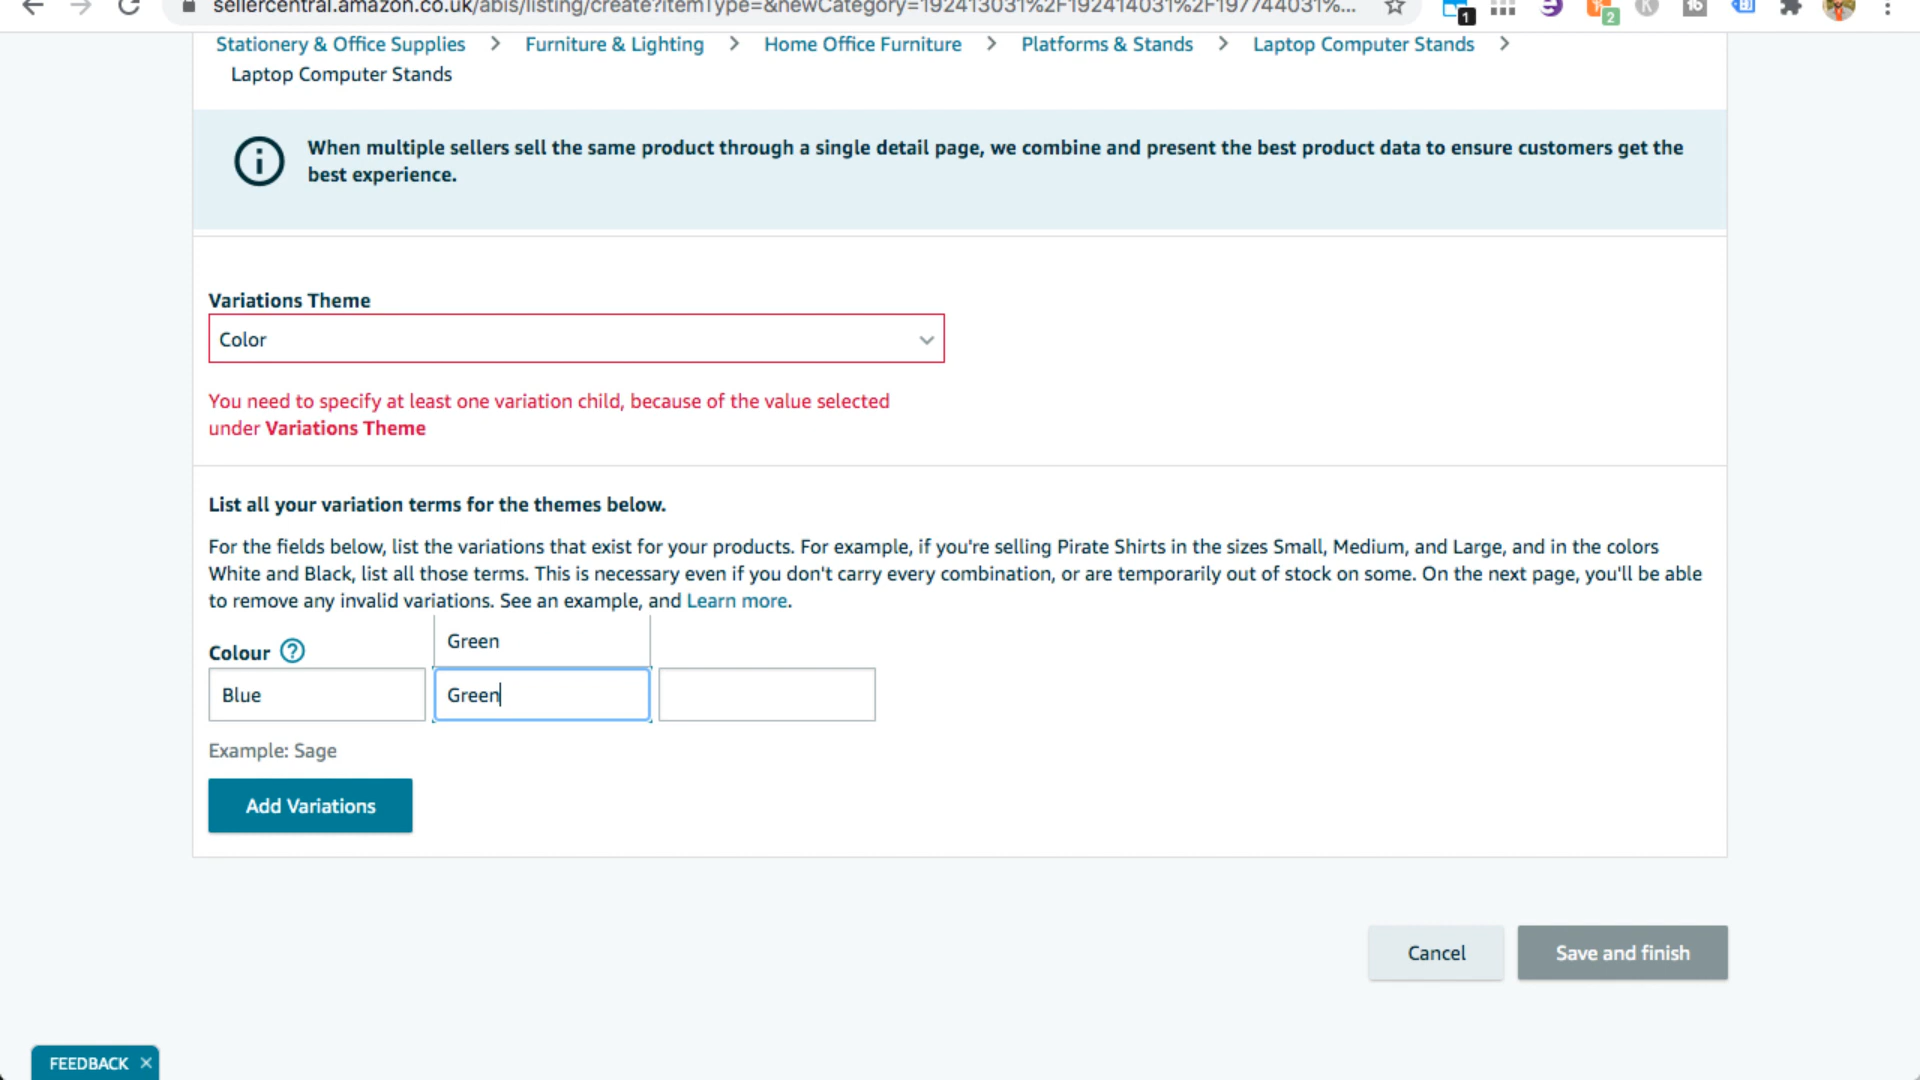 sellercentral.amazon.co.uk/abis/listing/create?itemType=&newCategory=192413031%2F192414031%2F197744031%...
1
2
K
16
Stationery & Office Supplies > Furniture & Lighting > Home Office Furniture > Platforms & Stands > Laptop Computer Stands >
Laptop Computer Stands
When multiple sellers sell the same product through a single detail page, we combine and present the best product data to ensure customers get the
best experience.
Variations Theme
Color
You need to specify at least one variation child, because of the value selected
under Variations Theme
List all your variation terms for the themes below.
For the fields below, list the variations that exist for your products. For example, if you're selling Pirate Shirts in the sizes Small, Medium, and Large, and in the colors
White and Black, list all those terms. This is necessary even if you don't carry every combination, or are temporarily out of stock on some. On the next page, you'll be able
to remove any invalid variations. See an example, and Learn more.
Green
Colour ?
Blue Green
Example: Sage
Add Variations
Cancel Save and finish
FEEDBACK ×